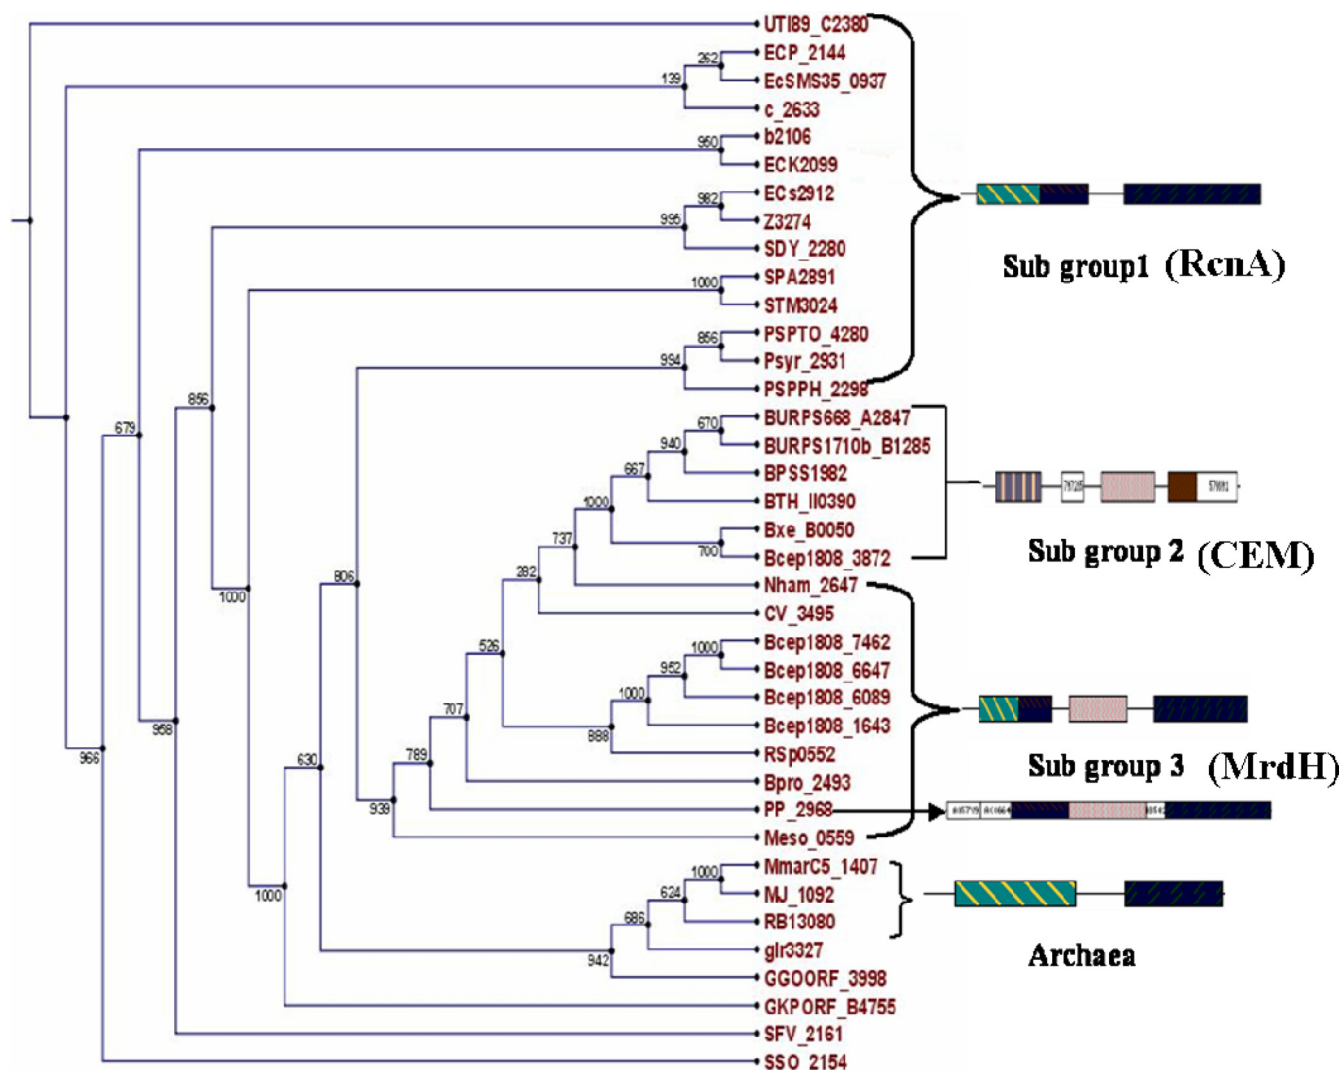 UTI89_C2380
ECP_2144
262
EcSMS35_0937
139
c_2633
b2106
950
ECK2099
ECs2912
982
Z3274
995
SDY_2280
Sub group1 (RcnA)
SPA2891
1000
STM3024
PSPTO_4280
856
Psyr_2931
994
PSPPH_2298
856
BURPS668_A2847
670
679
BURPS1710b_B1285
940
BPSS1982
667
BTH_II0390
1000
Bxe_B0050
737
700
Bcep1808_3872
Sub group 2 (CEM)
282
806
Nham_2647
1000
CV_3495
526
Bcep1808_7462
1000
Bcep1808_6647
952
Bcep1808_6089
1000
707
Bcep1808_1643
958
888
RSp0552
789
966
630
Sub group 3 (MrdH)
Bpro_2493
939
PP_2968
Meso_0559
MmarC5_1407
1000
MJ_1092
624
1000
RB13080
686
glr3327
942
Archaea
GGOORF_3998
GKPORF_B4755
SFV_2161
SSO_2154